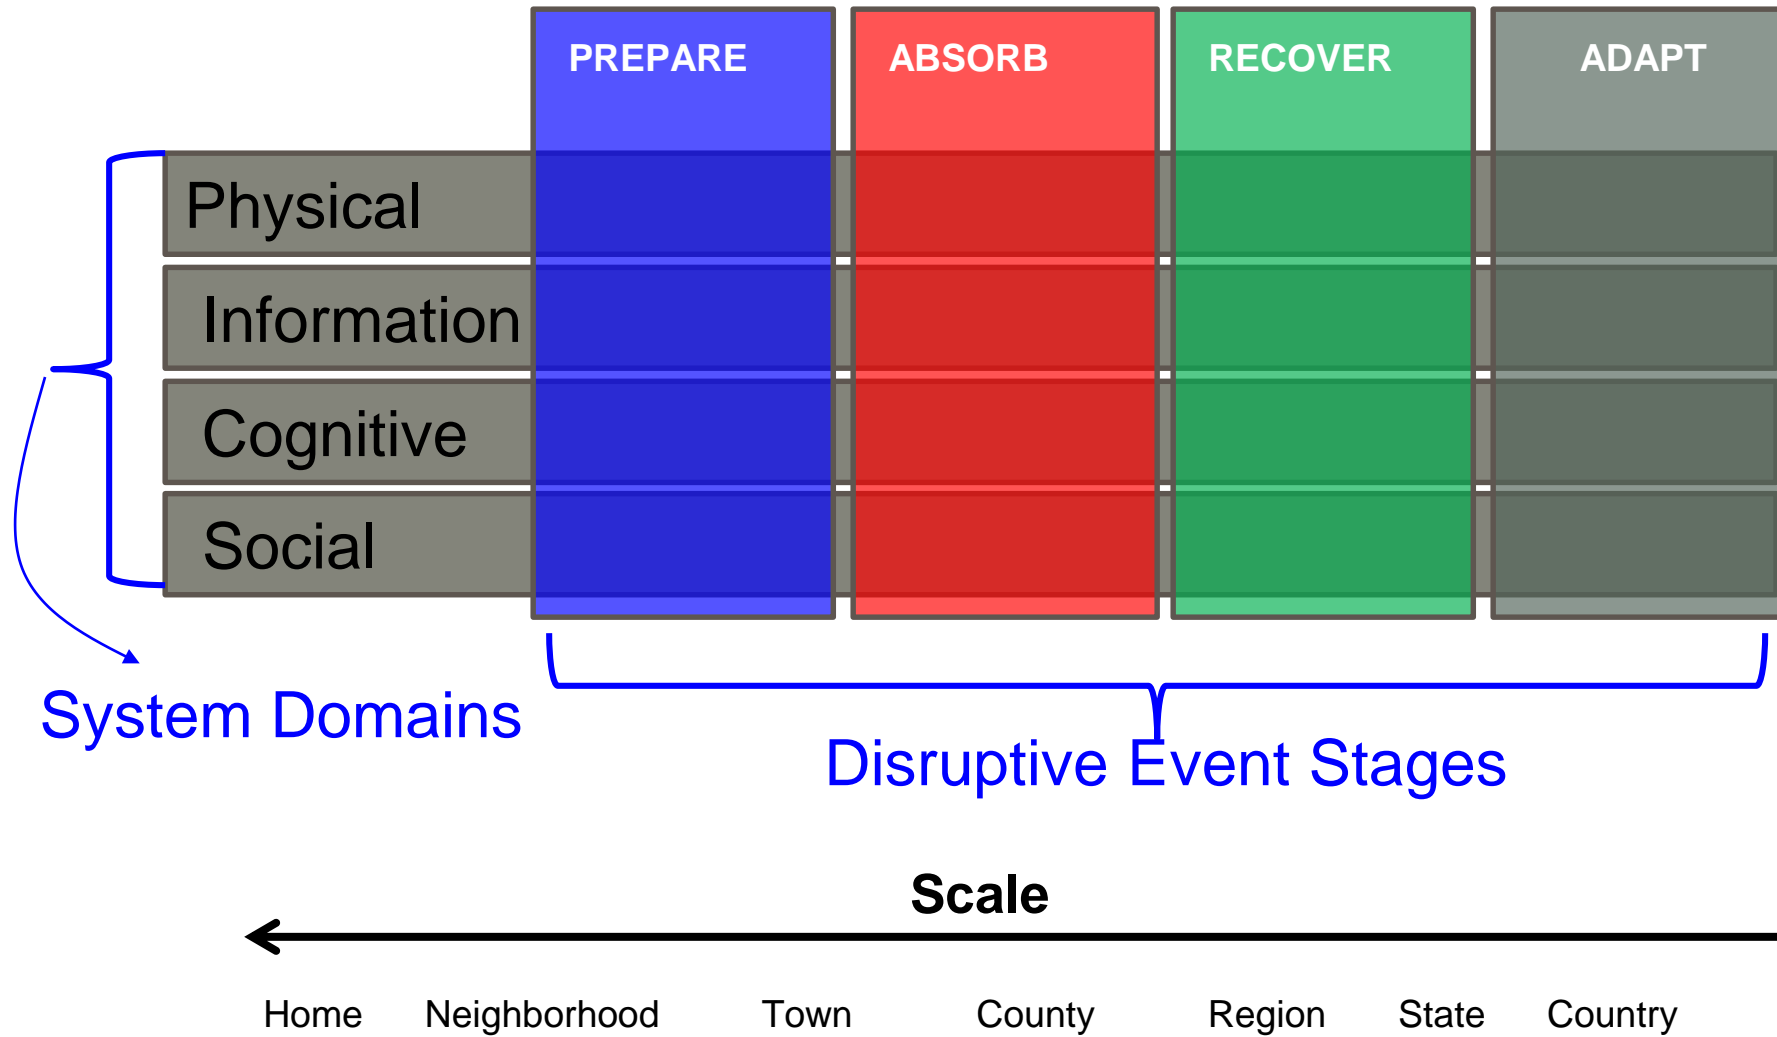 PREPARE ABSORB RECOVER ADAPT
Physical
Information
Cognitive
Social
System Domains
Disruptive Event Stages
Scale
Home Neighborhood Town County Region State Country